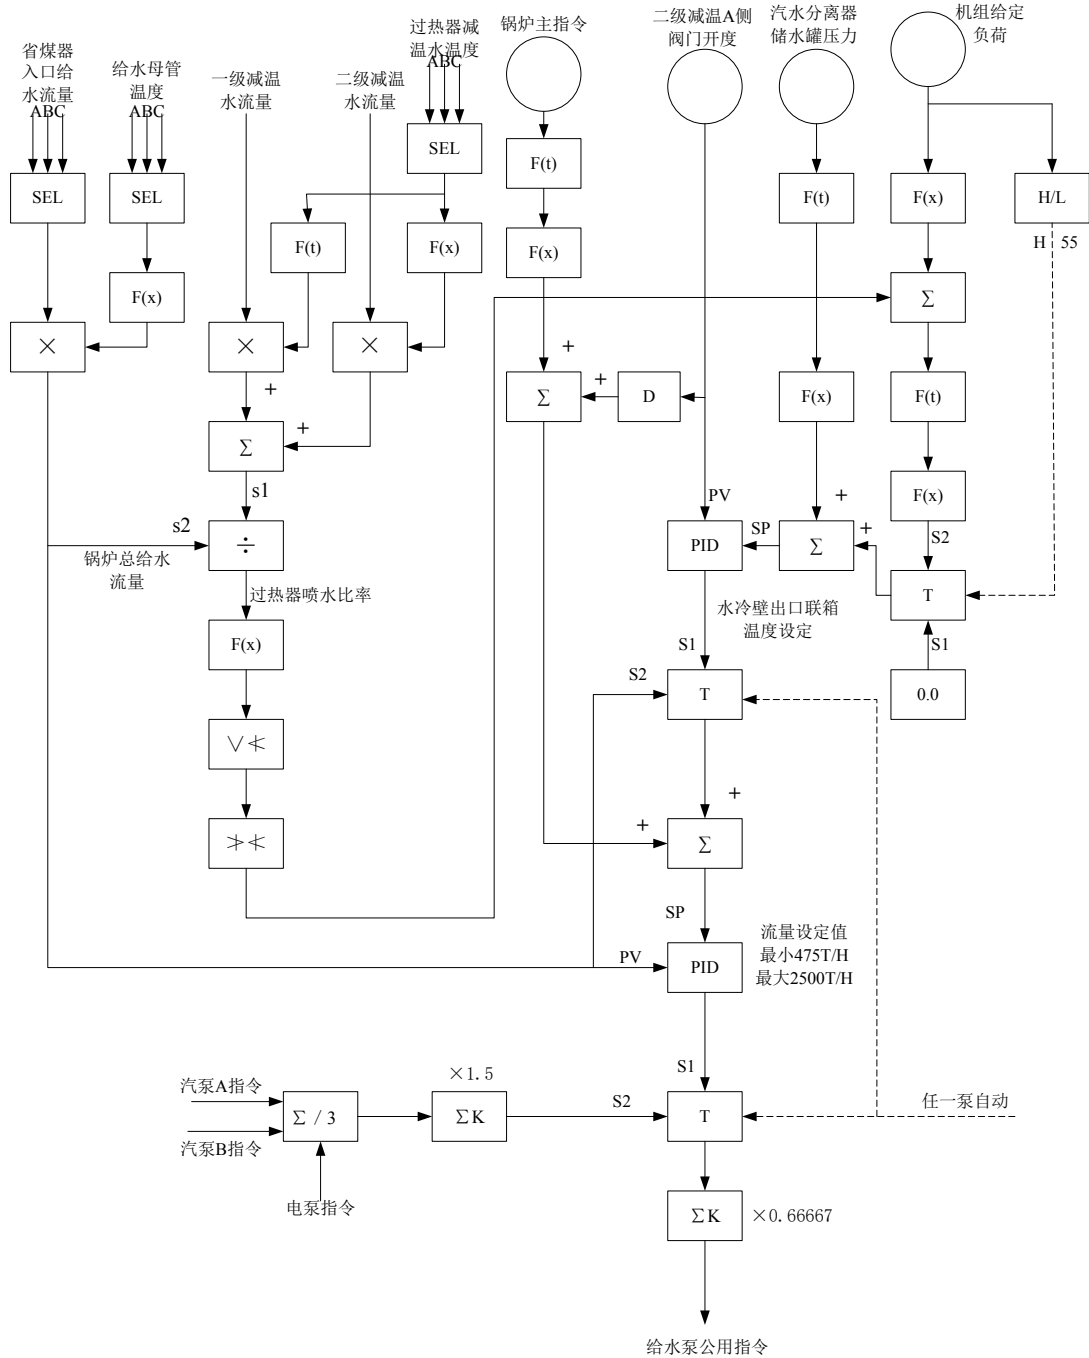 省煤器
入口给
水流量
ABC
给水母管
温度
ABC
一级减温
水流量
二级减温
水流量
过热器减
温水温度
ABC
锅炉主指令
二级减温A侧
阀门开度
汽水分离器
储水罐压力
机组给定
负荷
SEL
SEL
SEL
F(t)
F(t)
F(x)
H/L
H 55
F(x)
F(t)
F(x)
F(x)
Σ
×
×
×
+
+
+
+
Σ
Σ
D
F(x)
F(t)
s1
s2
÷
锅炉总给水
流量
过热器喷水比率
PV
PID
SP
+
+
Σ
F(x)
S2
T
S1
0.0
水冷壁出口联箱
温度设定
F(x)
S1
S2
T
∨≮
≯≮
+
+
Σ
SP
PV
PID
流量设定值
最小475T/H
最大2500T/H
汽泵A指令
汽泵B指令
Σ / 3
电泵指令
×1.5
ΣK
S2
S1
T
任一泵自动
ΣK
×0.66667
给水泵公用指令